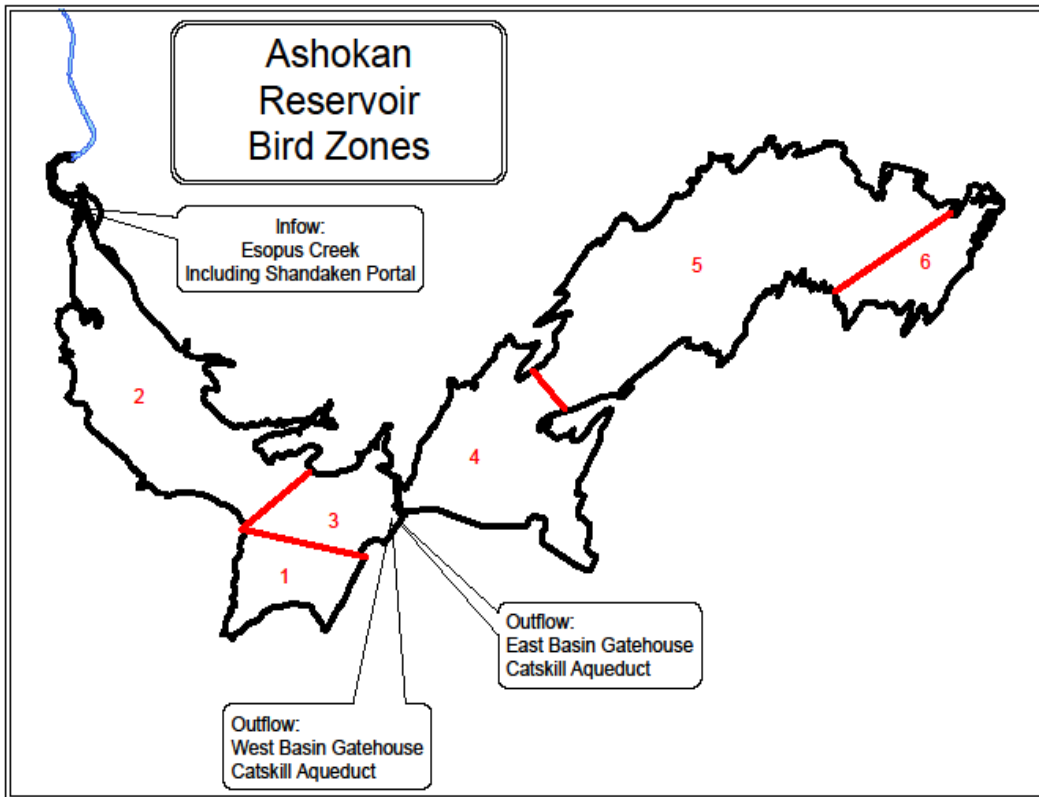 Ashokan
Reservoir
Bird Zones
Infow:
Esopus Creek
Including Shandaken Portal
5
6
2
4
3
1
Outflow:
East Basin Gatehouse
Catskill Aqueduct
Outflow:
West Basin Gatehouse
Catskill Aqueduct